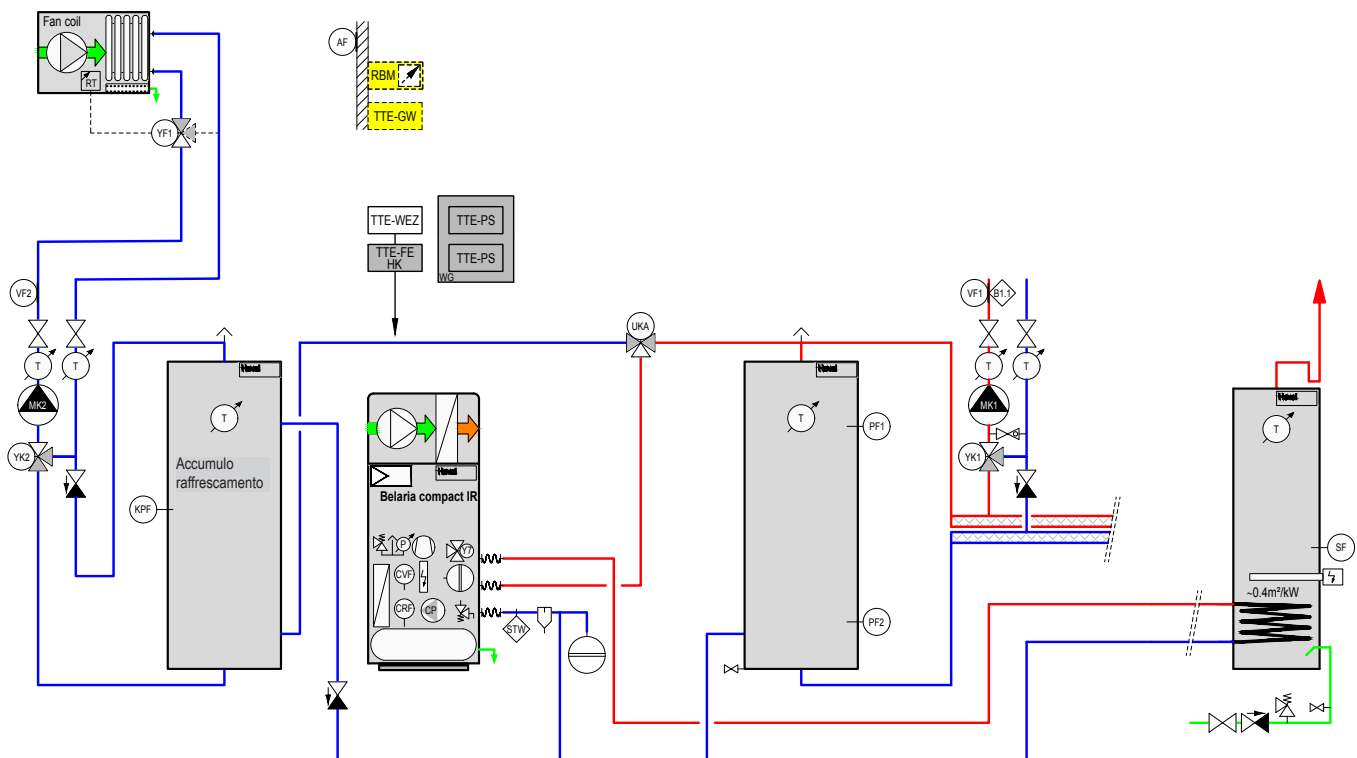 Fan coil
RT
YF1
AF
RBM
TTE-GW
TTE-WEZ
TTE-FE
HK
TTE-PS
TTE-PS
WG
VF2
T
T
MK2
YK2
T
Accumulo
raffrescamento
KPF
UKA
Belaria compact IR
P
Y7
CVF
CRF
CP
STW
T
PF1
PF2
VF1
B1.1
T
T
MK1
YK1
T
SF
~0.4m²/kW